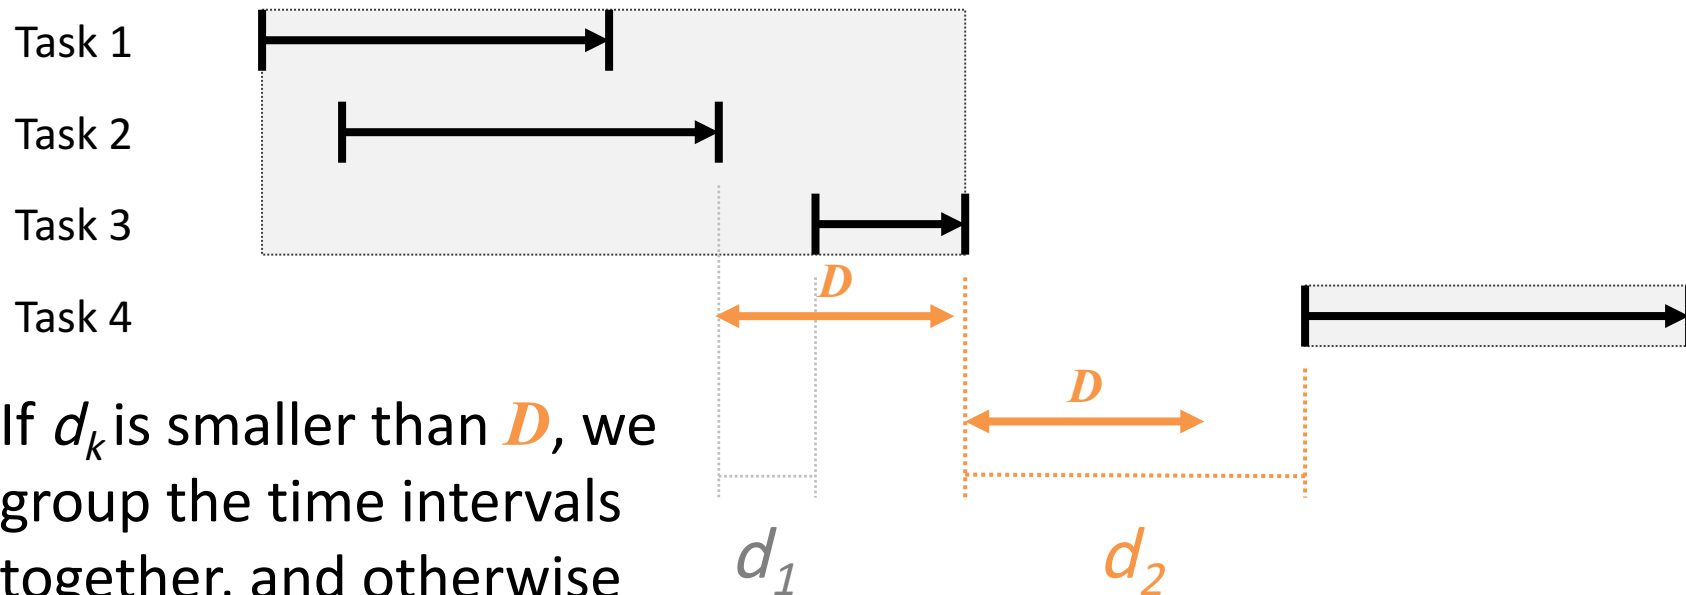 Task 1
Task 2
Task 3
D
Task 4
D
If dk is smaller than D, we
group the time intervals
together, and otherwise
d1
d2